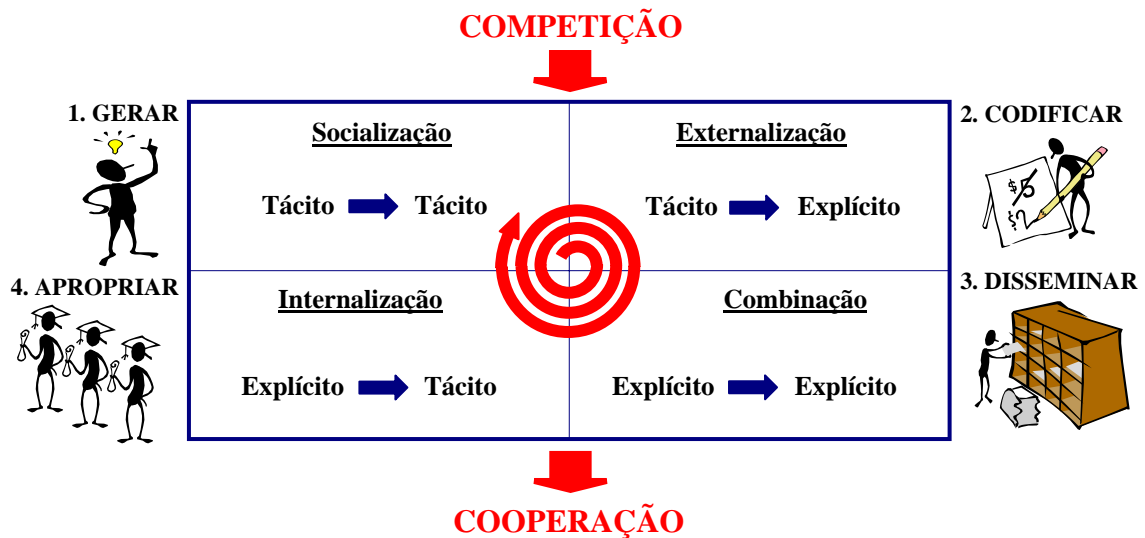 COMPETIÇÃO
1. GERAR
Socialização
Tácito Tácito
Externalização
Tácito Explícito
2. CODIFICAR
$5
$?
4. APROPRIAR
Internalização
Explícito Tácito
Combinação
Explícito Explícito
3. DISSEMINAR
COOPERAÇÃO